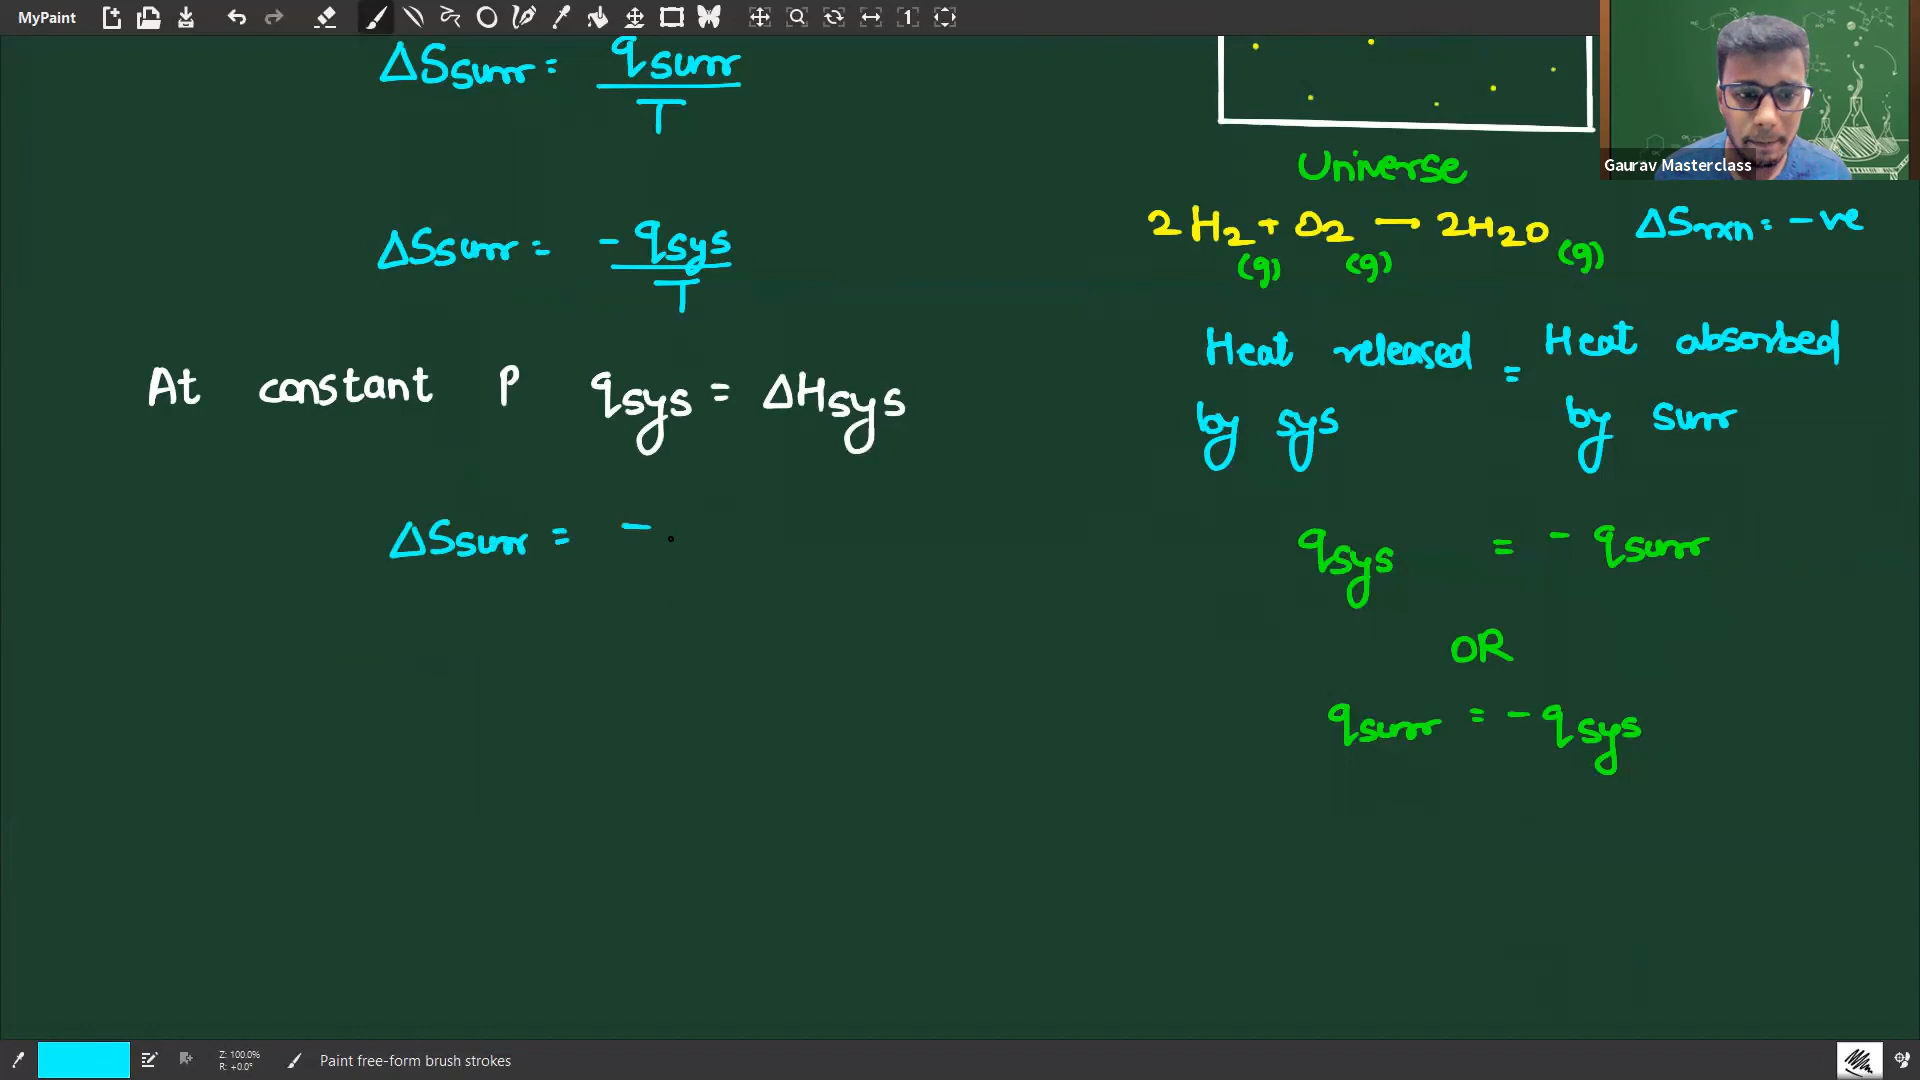 MyPaint
ΔSsurr = qsurr
T
ΔSsurr = - qsys
T
At constant P qsys = ΔHsys
ΔSsurr = -
Universe
2H2 + O2 → 2H2O ΔSrxn = -ve
(g) (g) (g)
Heat released = Heat absorbed
by sys by surr
qsys = - qsurr
OR
qsurr = - qsys
Gaurav Masterclass
Z: 100.0%
R: +0.0°
Paint free-form brush strokes